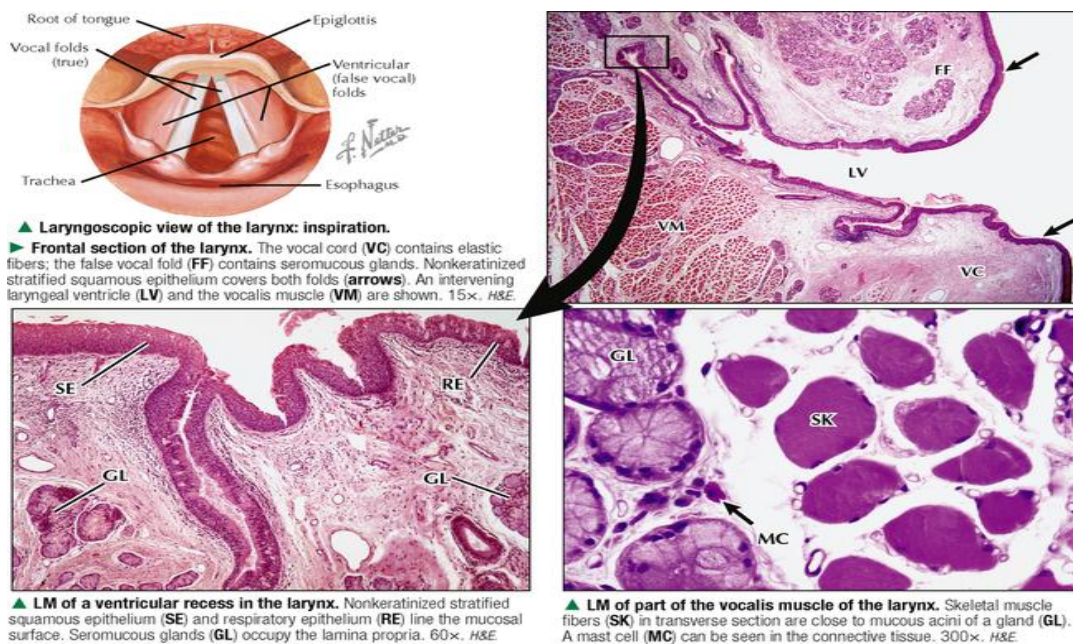 Root of tongue
Epiglottis
Vocal folds
(true)
Ventricular
(false vocal)
folds
Trachea
Esophagus
▲ Laryngoscopic view of the larynx: inspiration.
► Frontal section of the larynx. The vocal cord (VC) contains elastic
fibers; the false vocal fold (FF) contains seromucous glands. Nonkeratinized
stratified squamous epithelium covers both folds (arrows). An intervening
laryngeal ventricle (LV) and the vocalis muscle (VM) are shown. 15×. H&E.
FF
LV
VM
VC
SE
RE
GL
GL
▲ LM of a ventricular recess in the larynx. Nonkeratinized stratified
squamous epithelium (SE) and respiratory epithelium (RE) line the mucosal
surface. Seromucous glands (GL) occupy the lamina propria. 60×. H&E.
GL
SK
MC
▲ LM of part of the vocalis muscle of the larynx. Skeletal muscle
fibers (SK) in transverse section are close to mucous acini of a gland (GL).
A mast cell (MC) can be seen in the connective tissue. 300×. H&E.